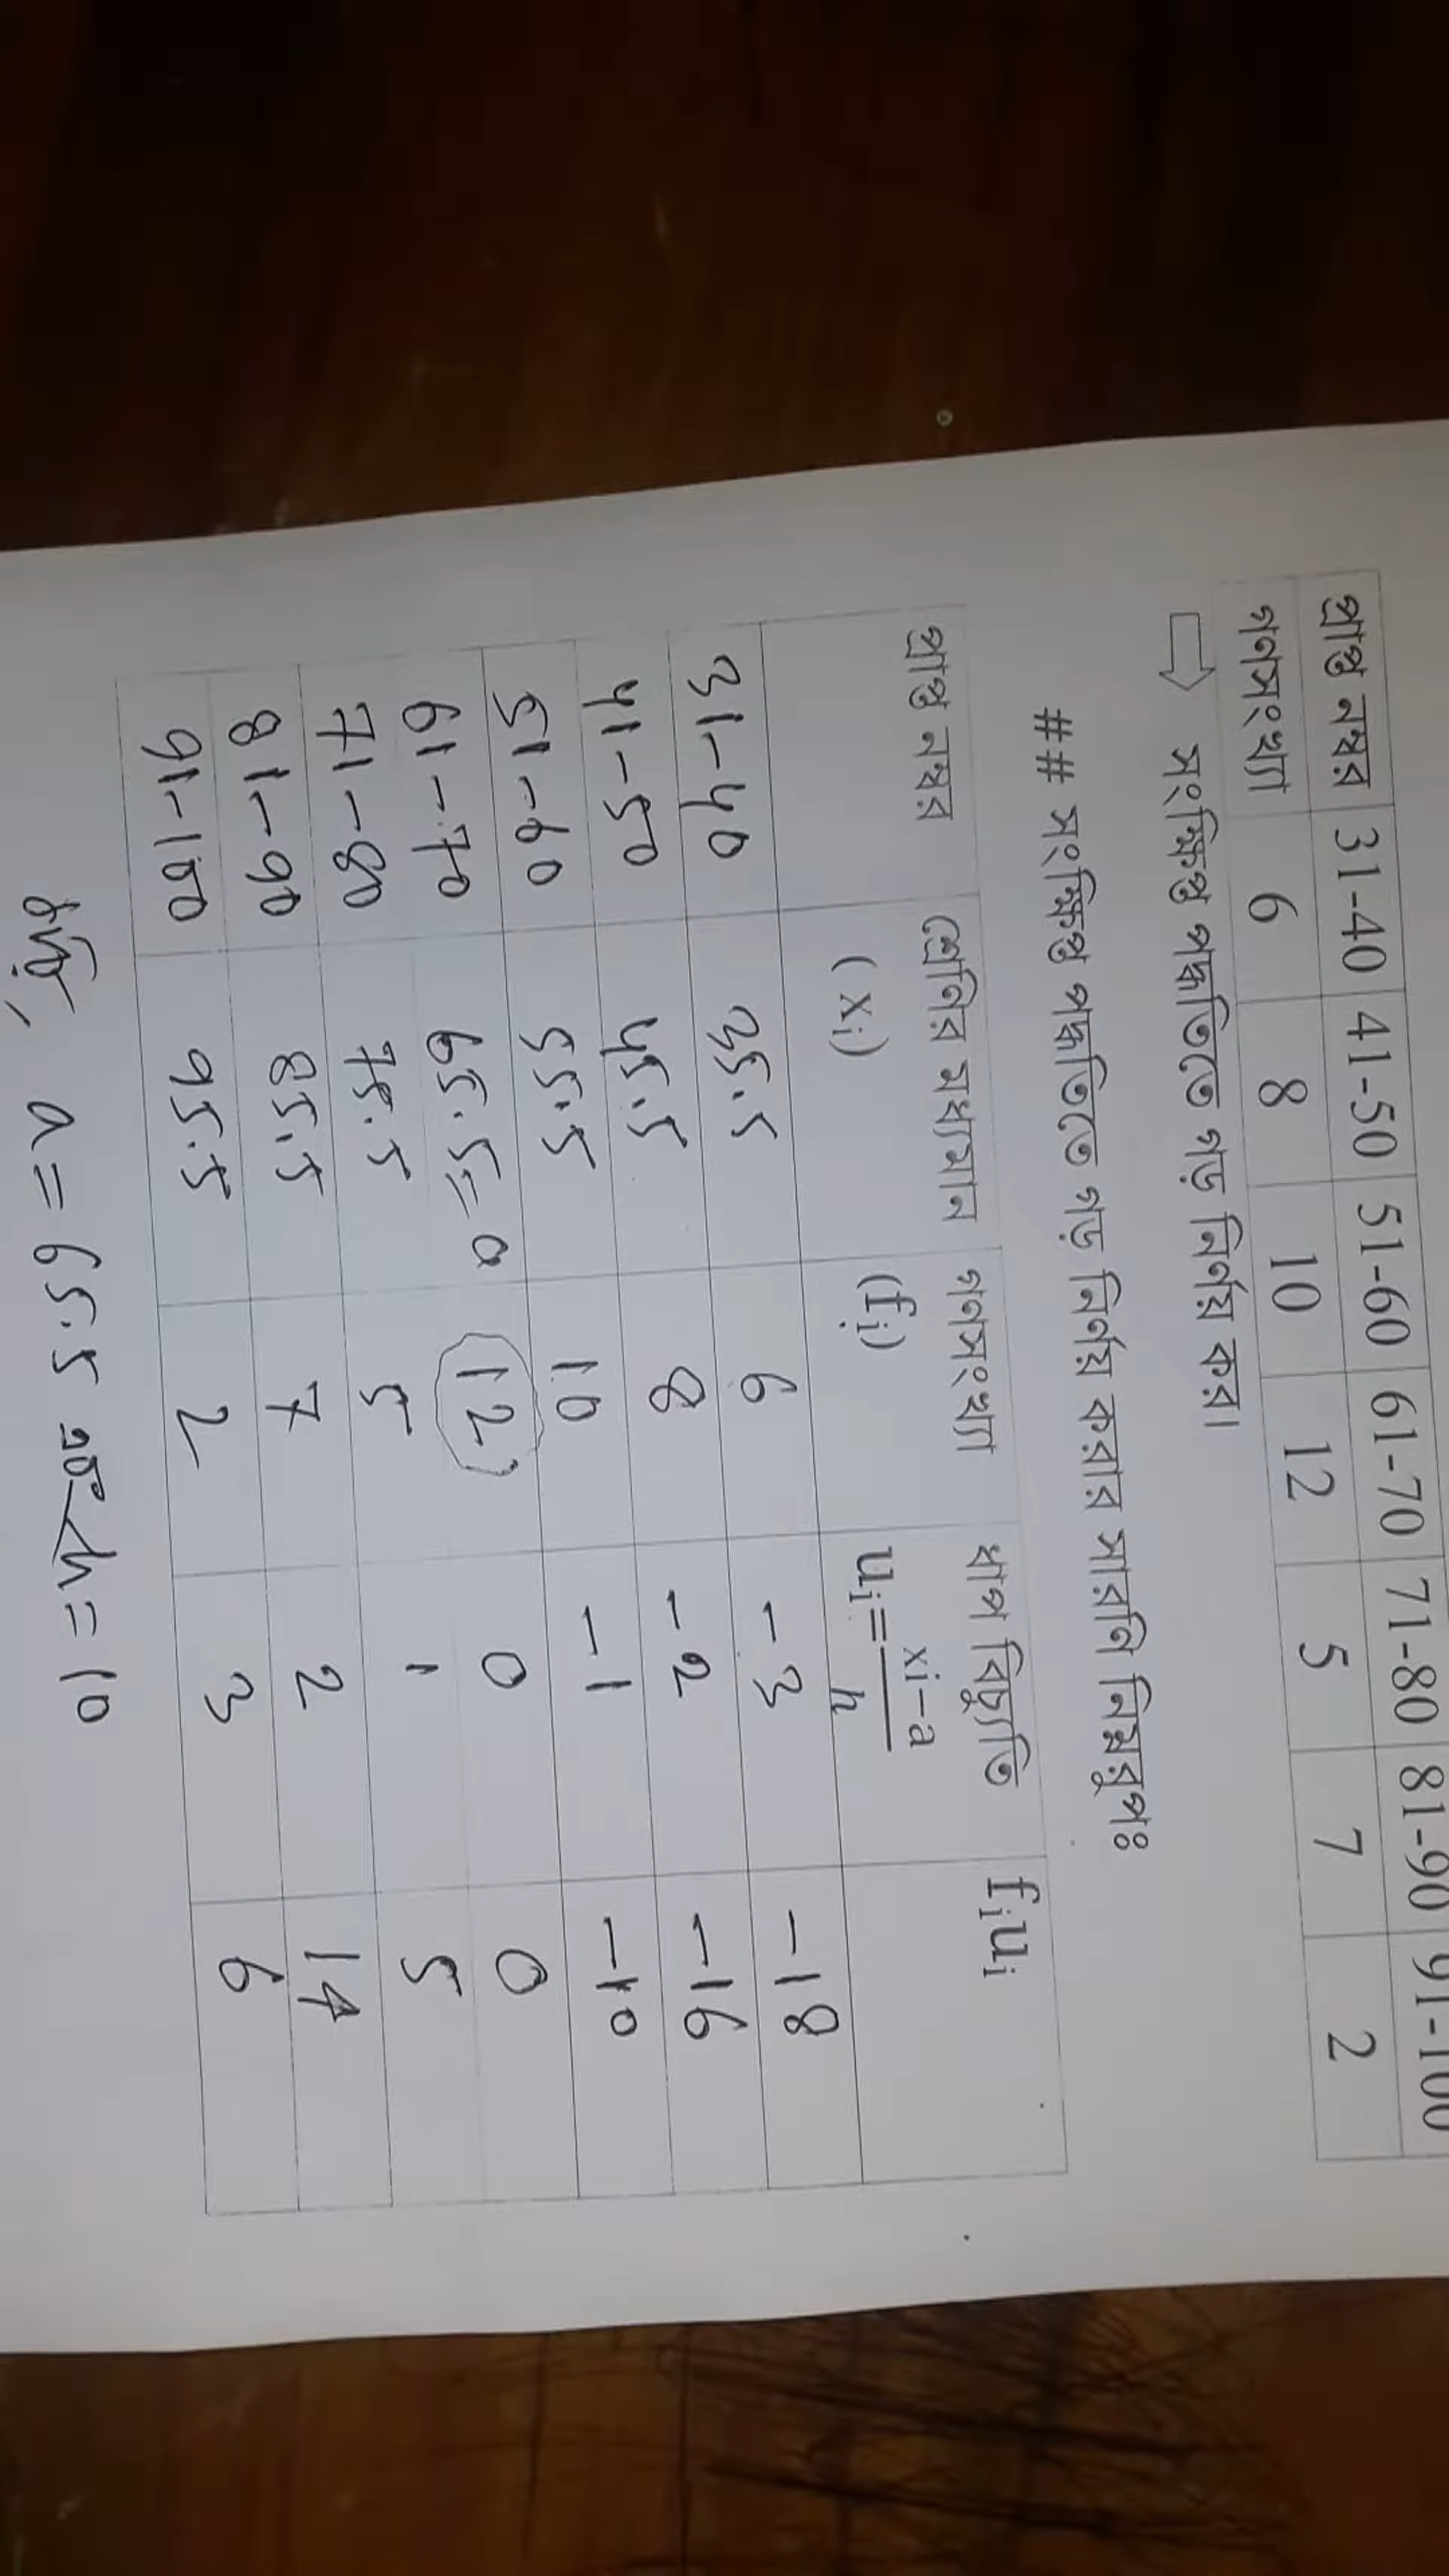 প্রাপ্ত নম্বর 31-40 41-50 51-60 61-70 71-80 81-90 91-100
গনসংখ্যা 6 8 10 12 5 7 2
সংক্ষিপ্ত পদ্ধতিতে গড় নির্ণয় কর।
## সংক্ষিপ্ত পদ্ধতিতে গড় নির্ণয় করার সারনি নিম্নরুপঃ
প্রাপ্ত নম্বর শ্রেনির মধ্যমান (xi) গনসংখ্যা (fi) ধাপ বিচ্যুতি ui= xi-a / h fiui
31-40 35.5 6 -3 -18
41-50 45.5 8 -2 -16
51-60 55.5 10 -1 -10
61-70 65.5=a 12 0 0
71-80 75.5 5 1 5
81-90 85.5 7 2 14
91-100 95.5 2 3 6
ধরি, a = 65.5 এবং h = 10